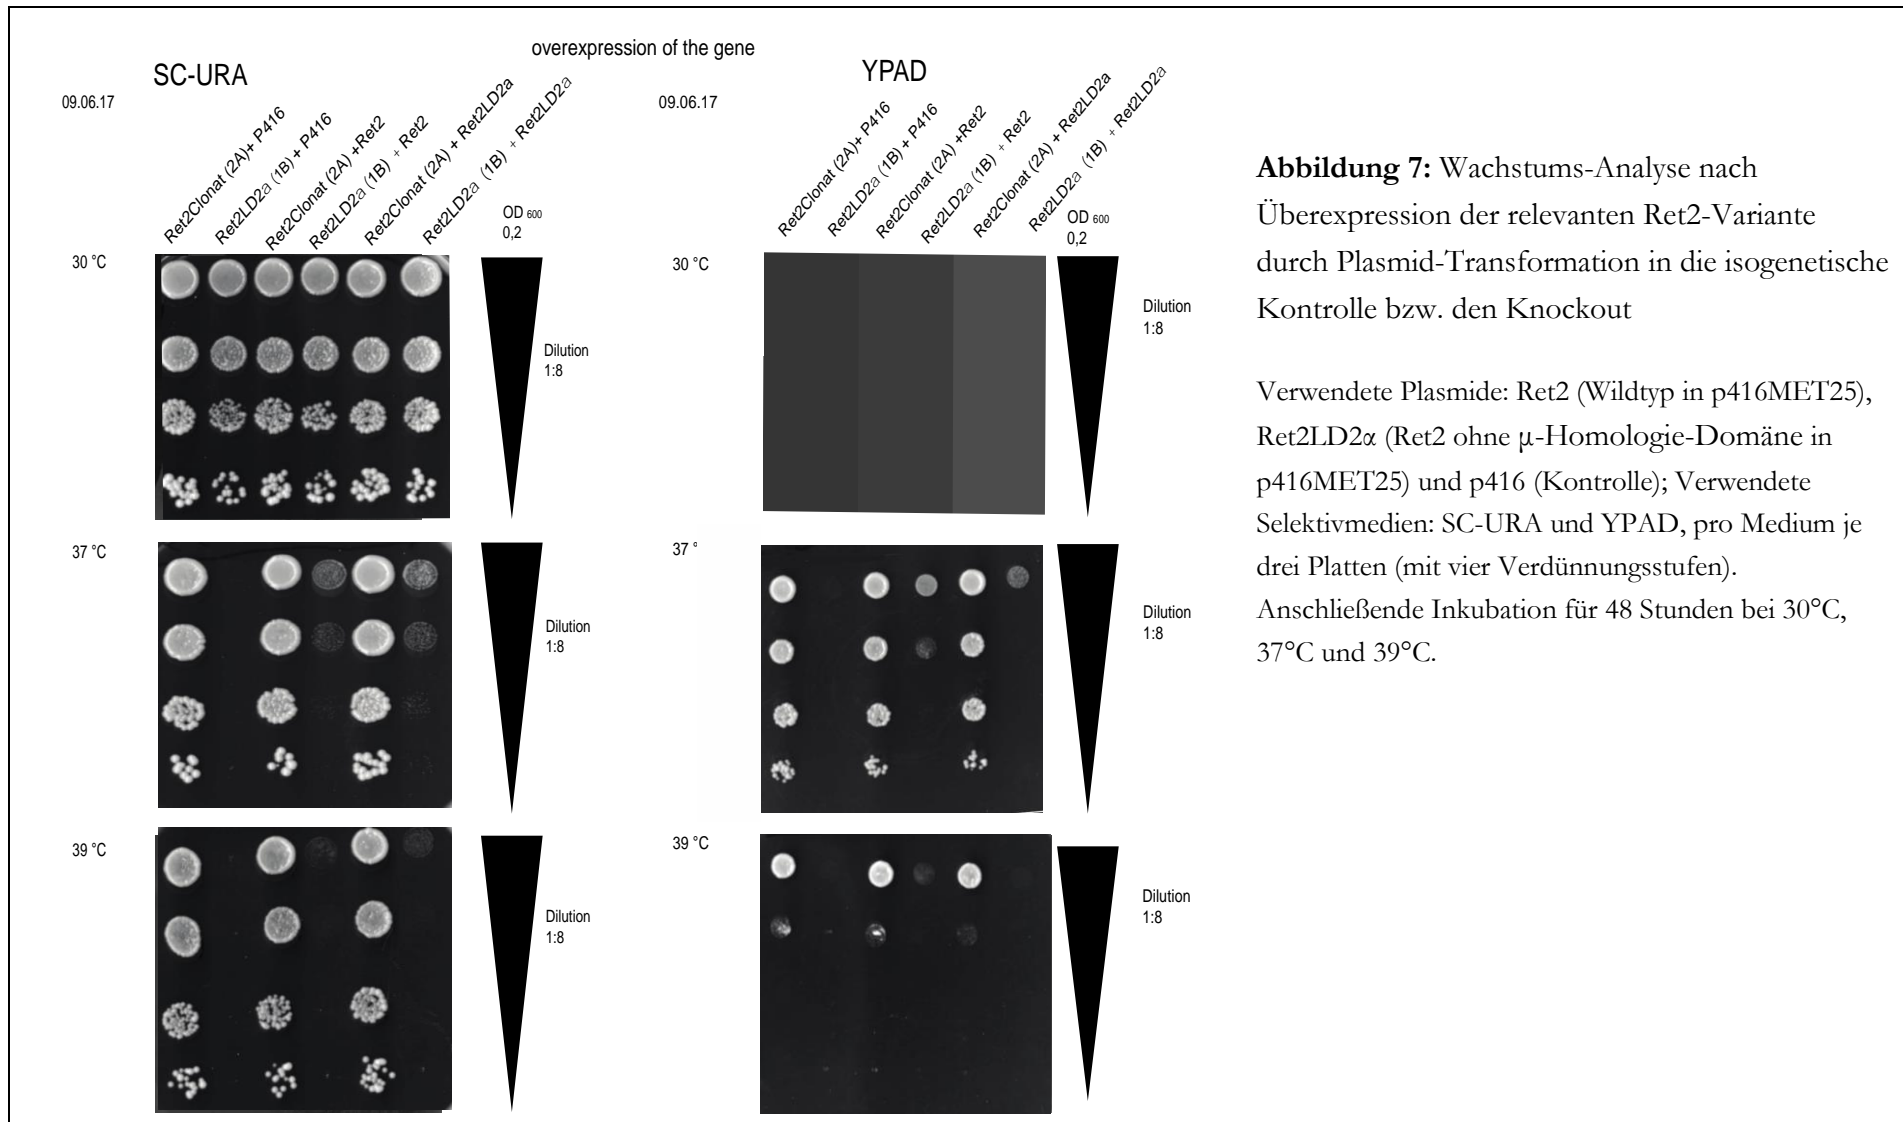 overexpression of the gene
SC-URA
09.06.17
Ret2Clonat (2A)+ P416
Ret2LD2a (1B) + P416
Ret2Clonat (2A) +Ret2
Ret2LD2a (1B) + Ret2
Ret2Clonat (2A) + Ret2LD2a
Ret2LD2a (1B) + Ret2LD2a
OD 600
0,2
30 °C
Dilution
1:8
37 °C
Dilution
1:8
39 °C
Dilution
1:8
YPAD
09.06.17
Ret2Clonat (2A)+ P416
Ret2LD2a (1B) + P416
Ret2Clonat (2A) +Ret2
Ret2LD2a (1B) + Ret2
Ret2Clonat (2A) + Ret2LD2a
Ret2LD2a (1B) + Ret2LD2a
OD 600
0,2
30 °C
Dilution
1:8
37 °
Dilution
1:8
39 °C
Dilution
1:8
Abbildung 7: Wachstums-Analyse nach
Überexpression der relevanten Ret2-Variante
durch Plasmid-Transformation in die isogenetische
Kontrolle bzw. den Knockout
Verwendete Plasmide: Ret2 (Wildtyp in p416MET25),
Ret2LD2α (Ret2 ohne μ-Homologie-Domäne in
p416MET25) und p416 (Kontrolle); Verwendete
Selektivmedien: SC-URA und YPAD, pro Medium je
drei Platten (mit vier Verdünnungsstufen).
Anschließende Inkubation für 48 Stunden bei 30°C,
37°C und 39°C.